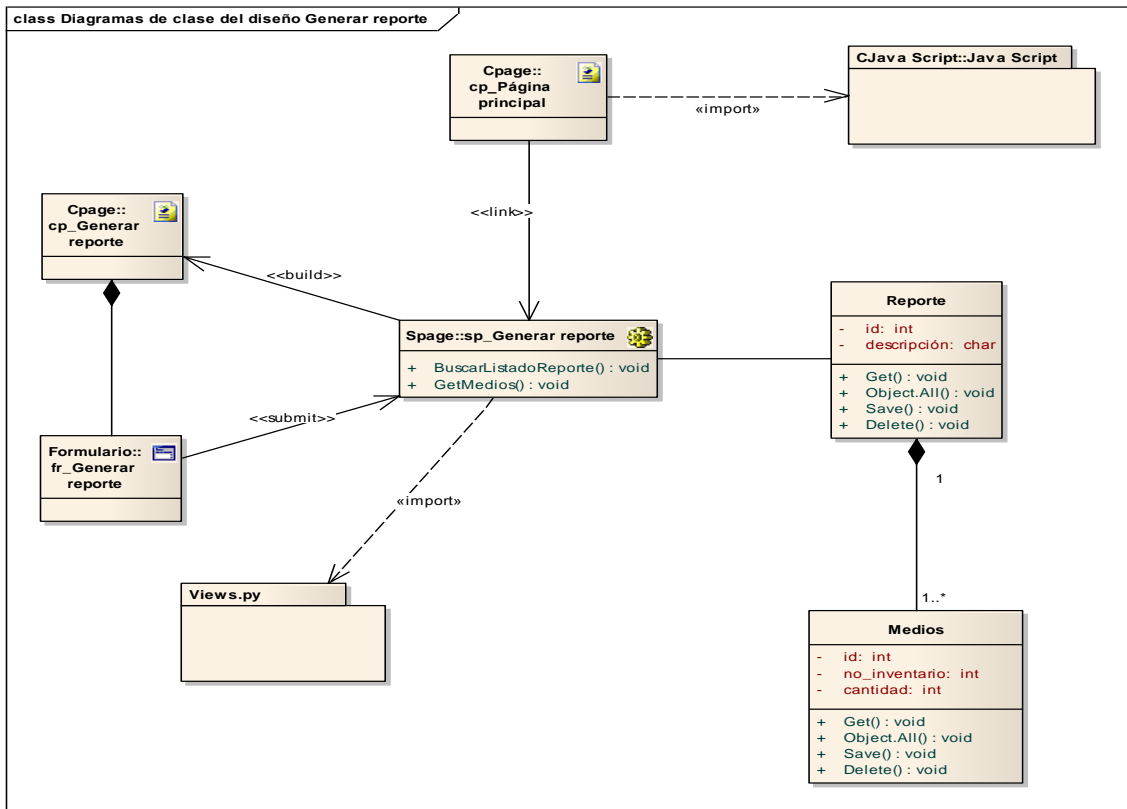 class Diagramas de clase del diseño Generar reporte
Cpage::
cp_Página
principal
CJava Script::Java Script
«import»
<<link>>
Cpage::
cp_Generar
reporte
<<build>>
Spage::sp_Generar reporte
+ BuscarListadoReporte() : void
+ GetMedios() : void
Reporte
- id: int
- descripción: char
+ Get() : void
+ Object.All() : void
+ Save() : void
+ Delete() : void
<<submit>>
Formulario::
fr_Generar
reporte
«import»
1
Views.py
1..*
Medios
- id: int
- no_inventario: int
- cantidad: int
+ Get() : void
+ Object.All() : void
+ Save() : void
+ Delete() : void